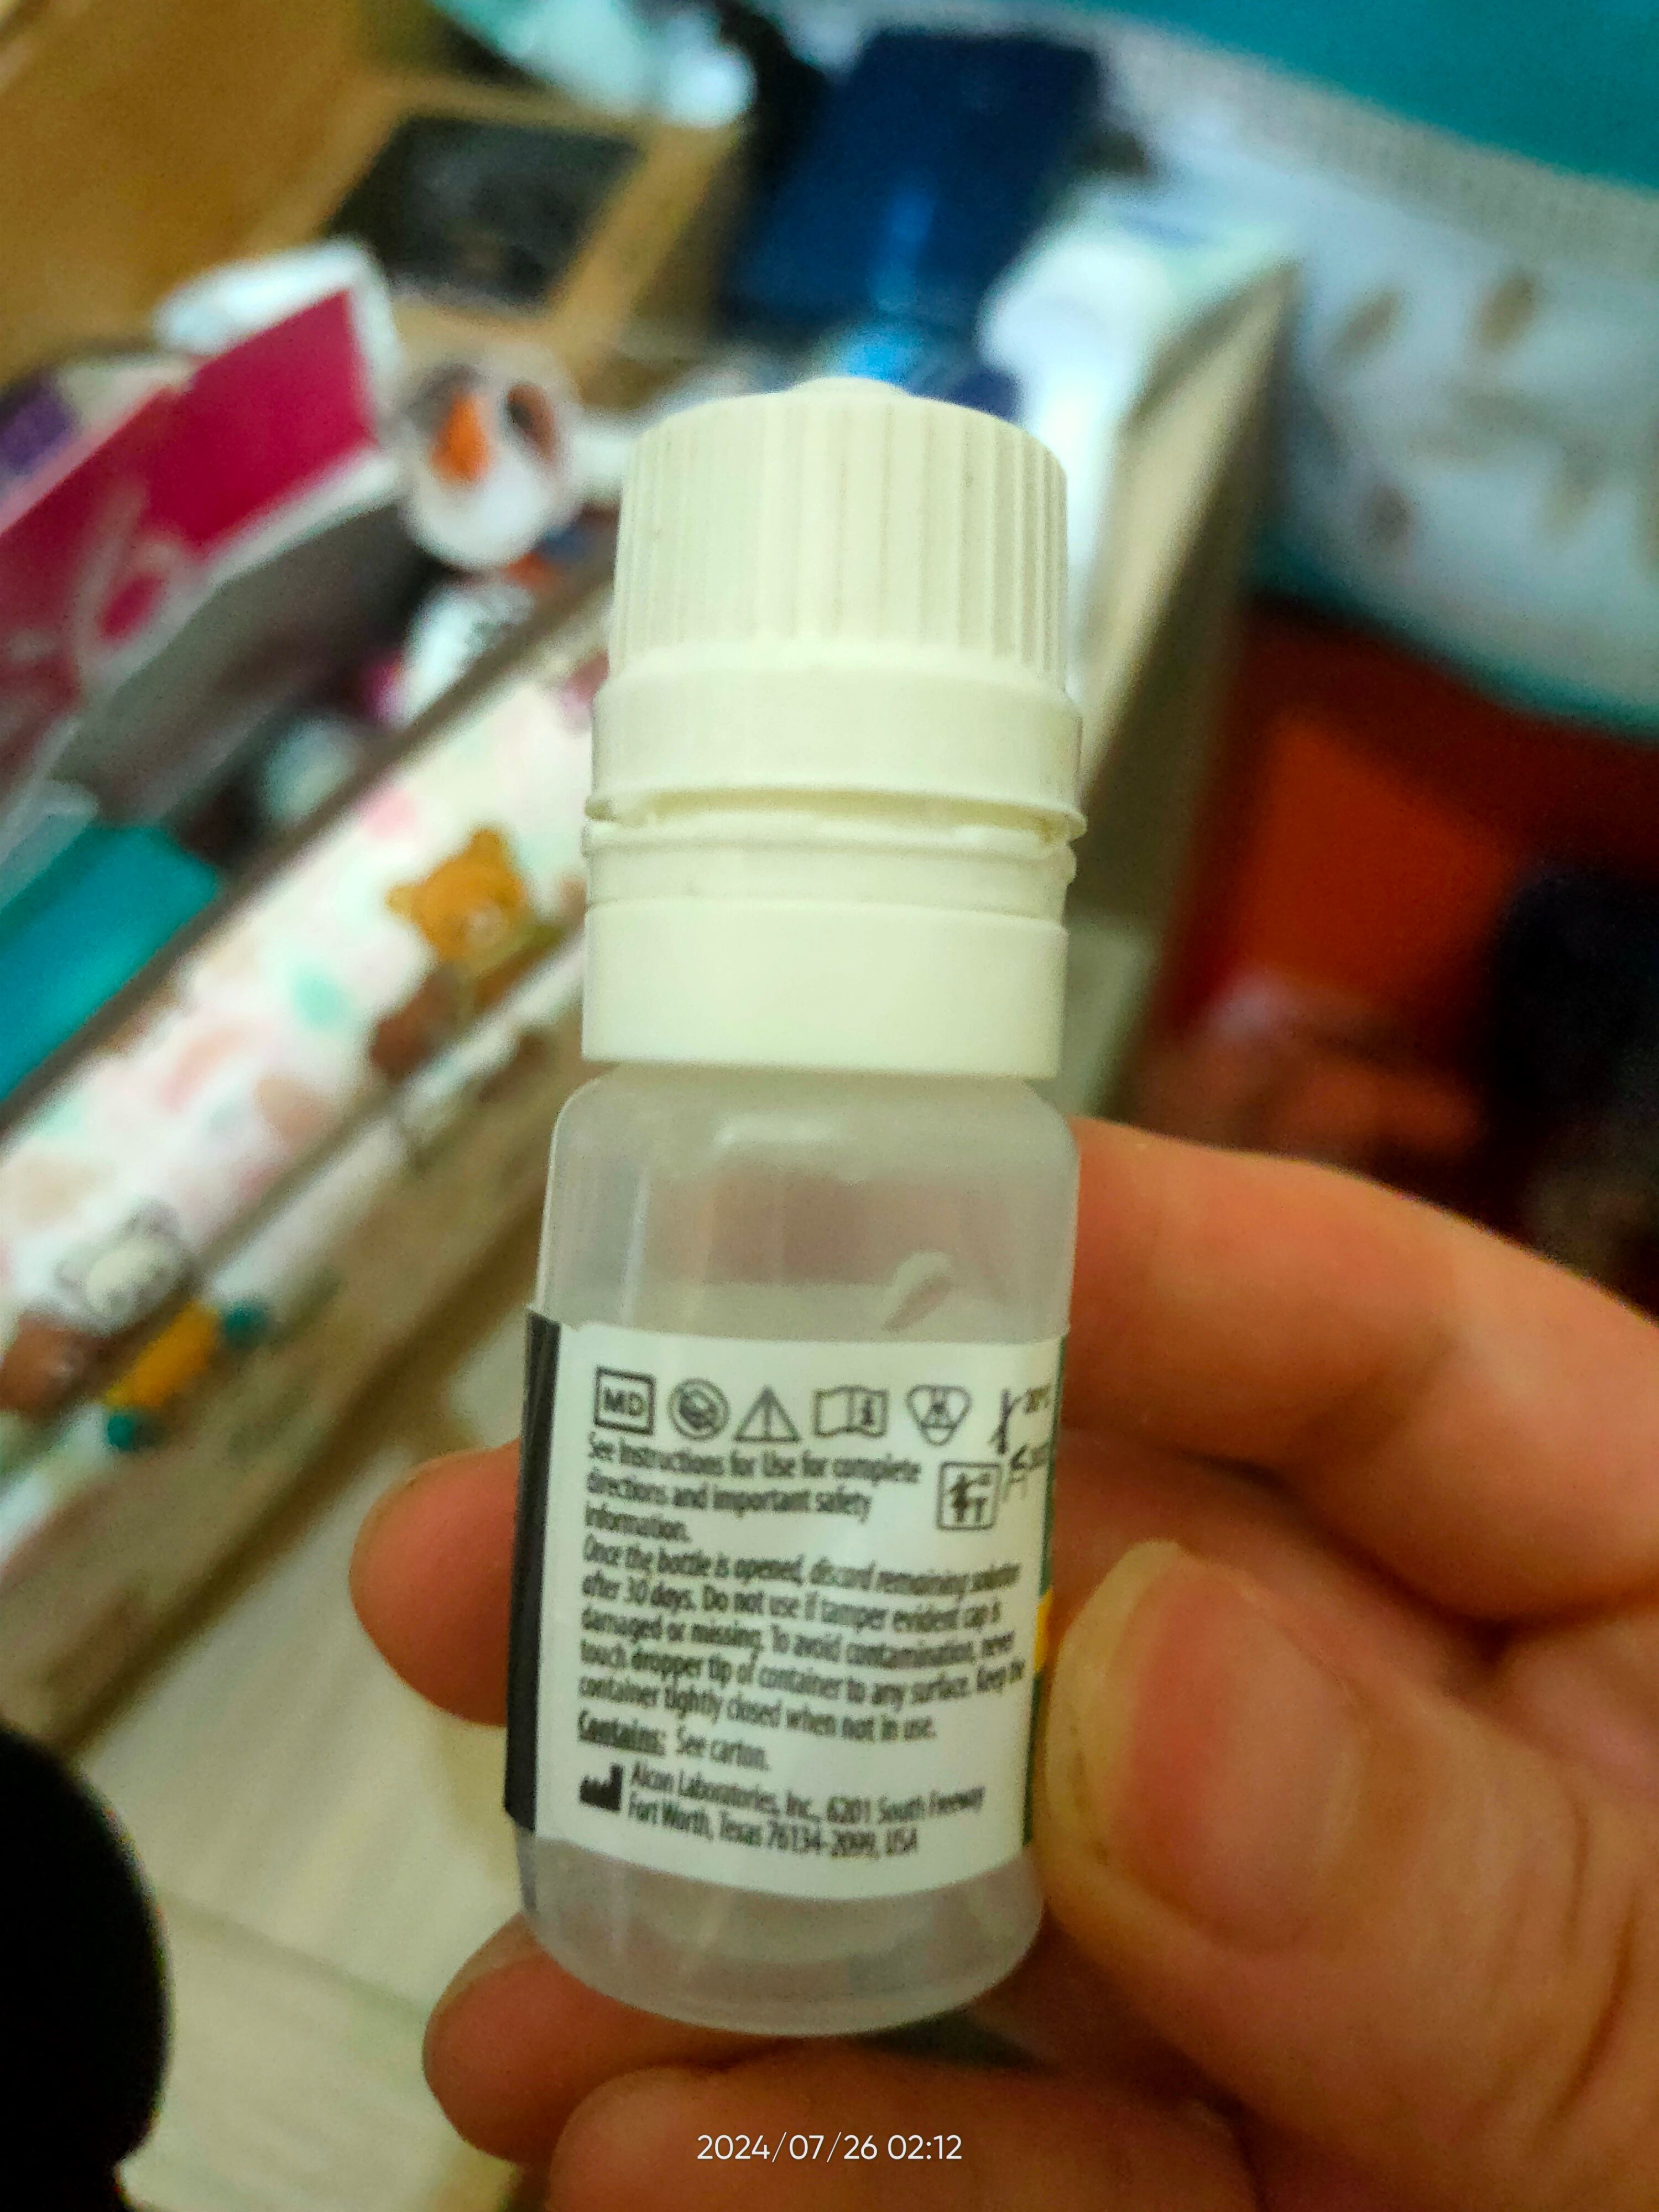 MD
See Instructions for Use for complete
directions and important safety
information.
Once the bottle is opened, discard remaining solution
after 30 days. Do not use if tamper evident cap is
damaged or missing. To avoid contamination, never
touch dropper tip of container to any surface. Keep the
container tightly closed when not in use.
Contains: See carton.
Alcon Laboratories, Inc., 6201 South Freeway
Fort Worth, Texas 76134-2099, USA
2024/07/26 02:12